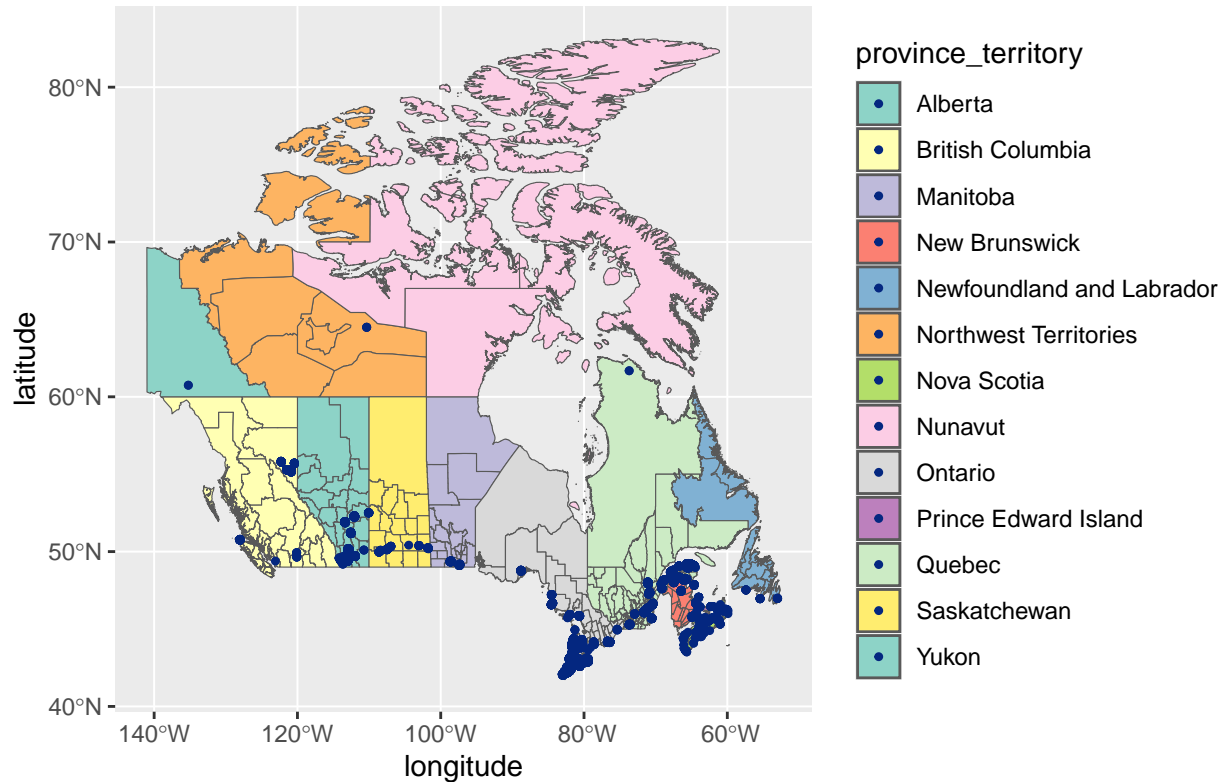 80°N
70°N
60°N
50°N
40°N
140°W 120°W 100°W 80°W 60°W
longitude
latitude
province_territory
Alberta
British Columbia
Manitoba
New Brunswick
Newfoundland and Labrador
Northwest Territories
Nova Scotia
Nunavut
Ontario
Prince Edward Island
Quebec
Saskatchewan
Yukon